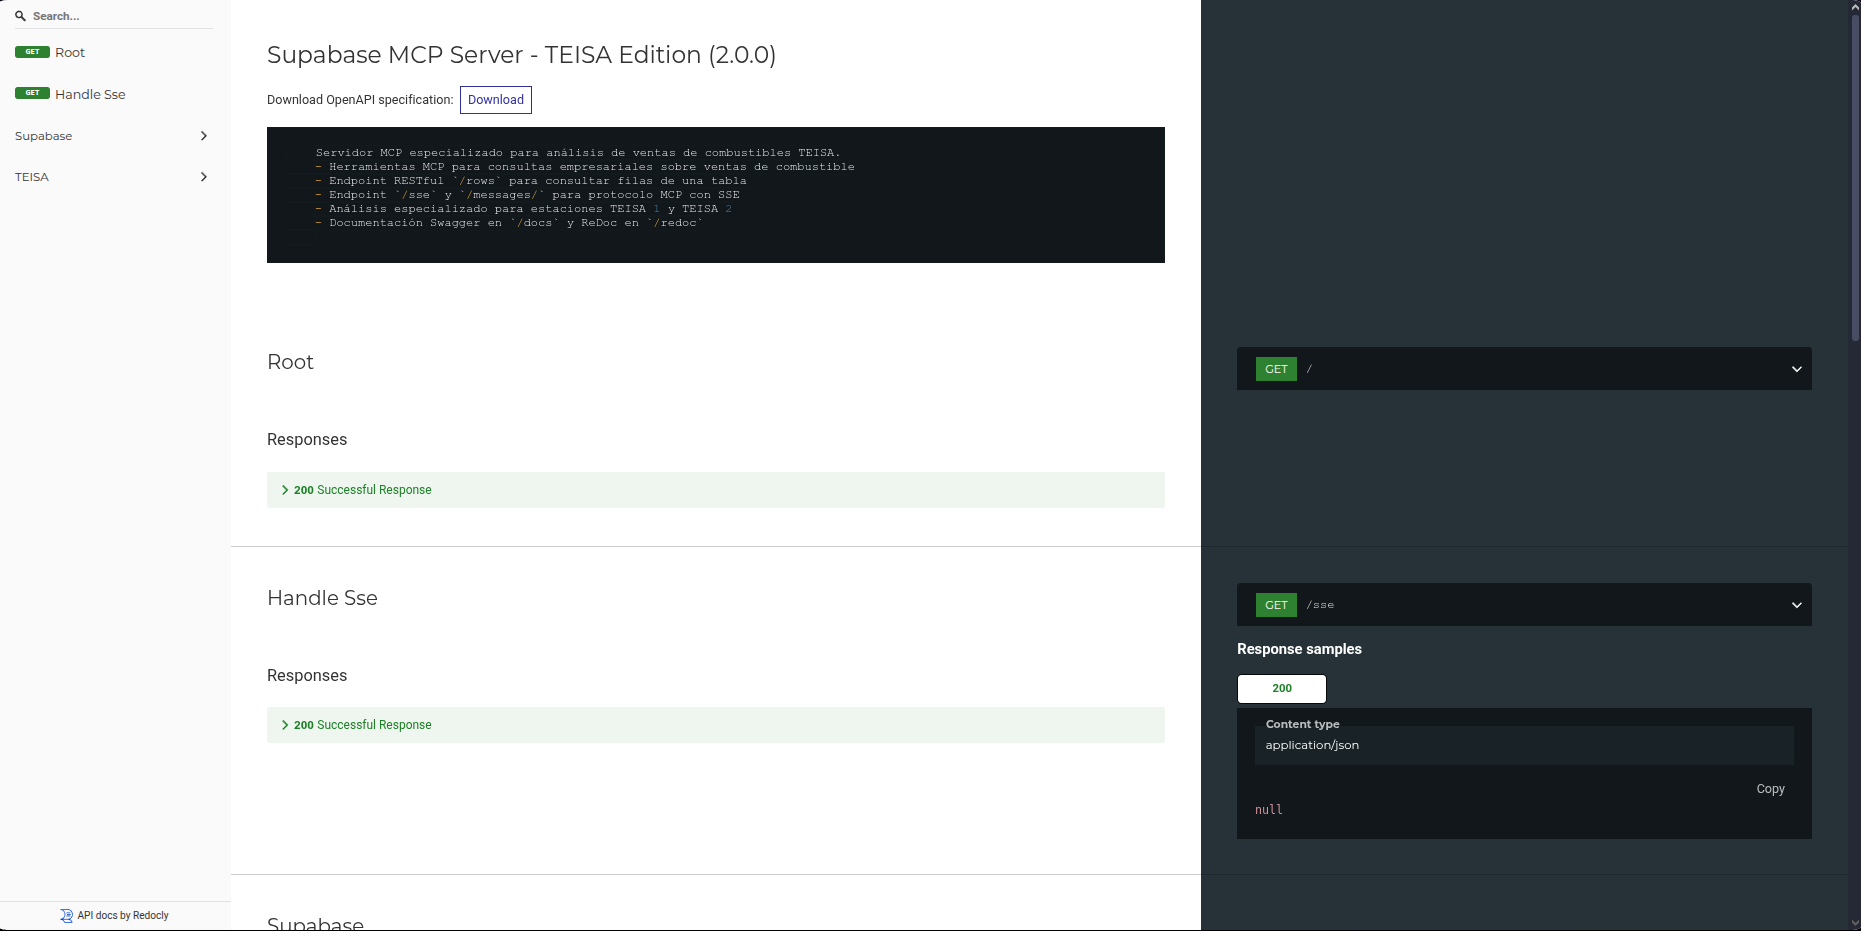 Search...
GET Root
GET Handle Sse
Supabase
TEISA
API docs by Redocly
Supabase MCP Server - TEISA Edition (2.0.0)
Download OpenAPI specification: Download
Servidor MCP especializado para análisis de ventas de combustibles TEISA.
- Herramientas MCP para consultas empresariales sobre ventas de combustible
- Endpoint RESTful `/rows` para consultar filas de una tabla
- Endpoint `/sse` y `/messages/` para protocolo MCP con SSE
- Análisis especializado para estaciones TEISA 1 y TEISA 2
- Documentación Swagger en `/docs` y ReDoc en `/redoc`
Root
GET /
Responses
200 Successful Response
Handle Sse
GET /sse
Responses
200 Successful Response
Response samples
200
Content type
application/json
Copy
null
Supabase